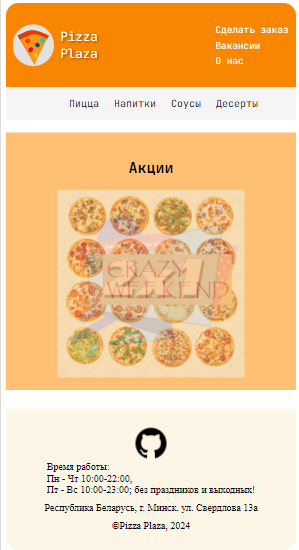 Pizza
Plaza
Сделать заказ
Вакансии
О нас
Пицца Напитки Соусы Десерты
Акции
CRAZY
WEEKEND
Время работы:
Пн - Чт 10:00-22:00,
Пт - Вс 10:00-23:00; без праздников и выходных!
Республика Беларусь, г. Минск. ул. Свердлова 13а
©Pizza Plaza, 2024